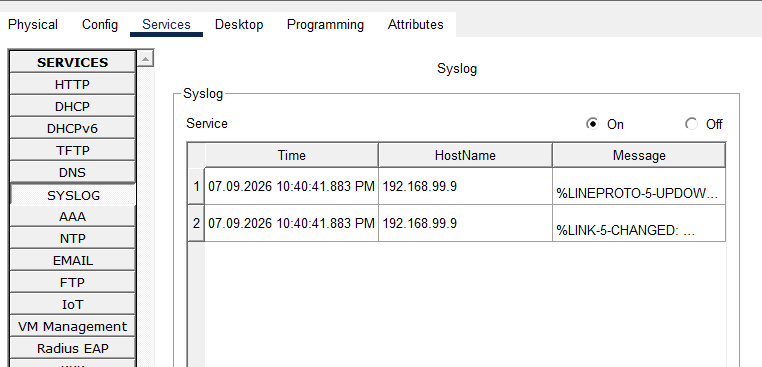 Physical Config Services Desktop Programming Attributes
SERVICES
HTTP
DHCP
DHCPv6
TFTP
DNS
SYSLOG
AAA
NTP
EMAIL
FTP
IoT
VM Management
Radius EAP
Syslog
Syslog
Service On Off
Time HostName Message
1 07.09.2026 10:40:41.883 PM 192.168.99.9 %LINEPROTO-5-UPDOW...
2 07.09.2026 10:40:41.883 PM 192.168.99.9 %LINK-5-CHANGED: ...